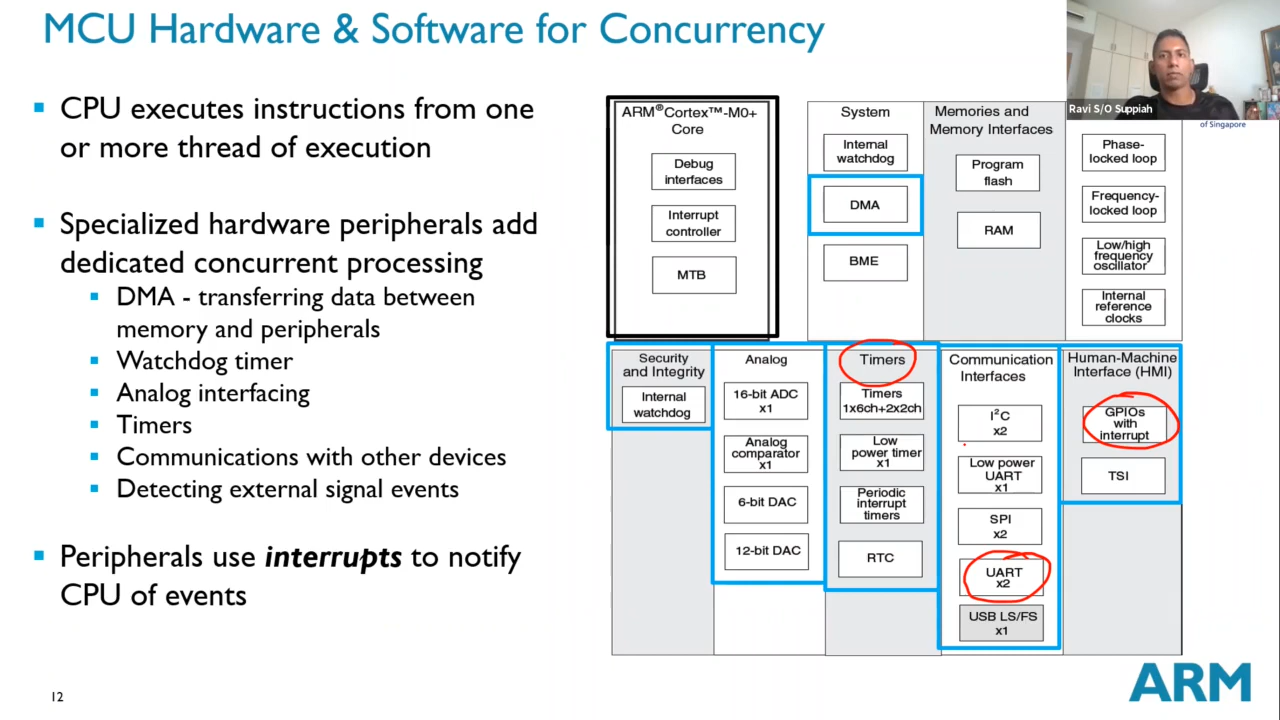 MCU Hardware & Software for Concurrency
CPU executes instructions from one
or more thread of execution
Specialized hardware peripherals add
dedicated concurrent processing
DMA - transferring data between
memory and peripherals
Watchdog timer
Analog interfacing
Timers
Communications with other devices
Detecting external signal events
Peripherals use interrupts to notify
CPU of events
ARM®Cortex™-M0+
Core
Debug
interfaces
Interrupt
controller
MTB
System
Internal
watchdog
DMA
BME
Memories and
Memory Interfaces
Program
flash
RAM
Phase-
locked loop
Frequency-
locked loop
Low/high
frequency
oscillator
Internal
reference
clocks
Security
and Integrity
Internal
watchdog
Analog
16-bit ADC
x1
Analog
comparator
x1
6-bit DAC
12-bit DAC
Timers
Timers
1x6ch+2x2ch
Low
power timer
x1
Periodic
interrupt
timers
RTC
Communication
Interfaces
I²C
x2
Low power
UART
x1
SPI
x2
UART
x2
USB LS/FS
x1
Human-Machine
Interface (HMI)
GPIOs
with
interrupt
TSI
Ravi S/O Suppiah
of Singapore
12
ARM